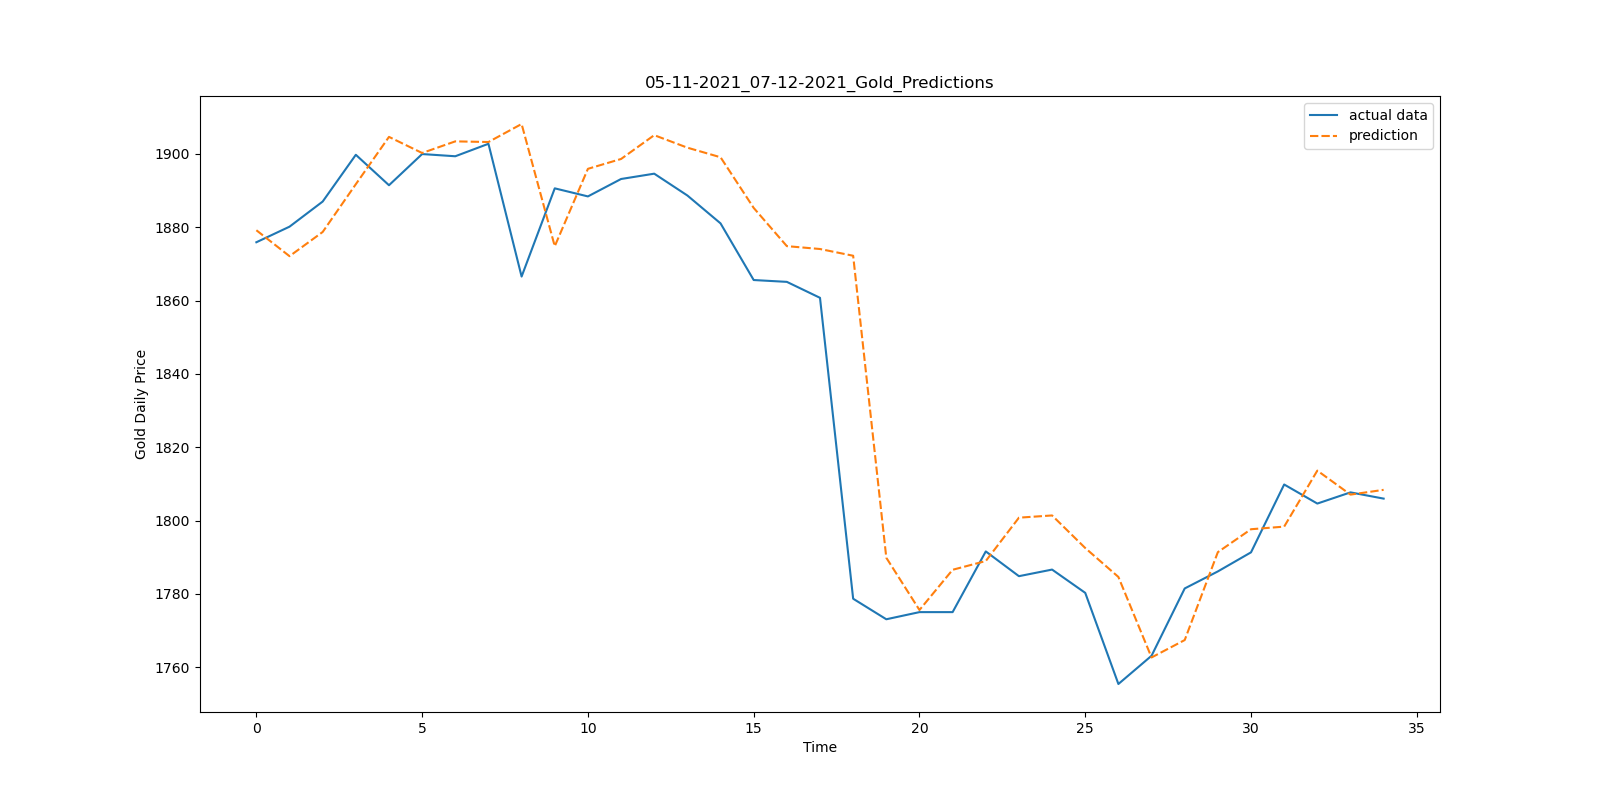 05-11-2021_07-12-2021_Gold_Predictions
actual data
prediction
1900
1880
1860
1840
1820
1800
1780
1760
Gold Daily Price
0 5 10 15 20 25 30 35
Time